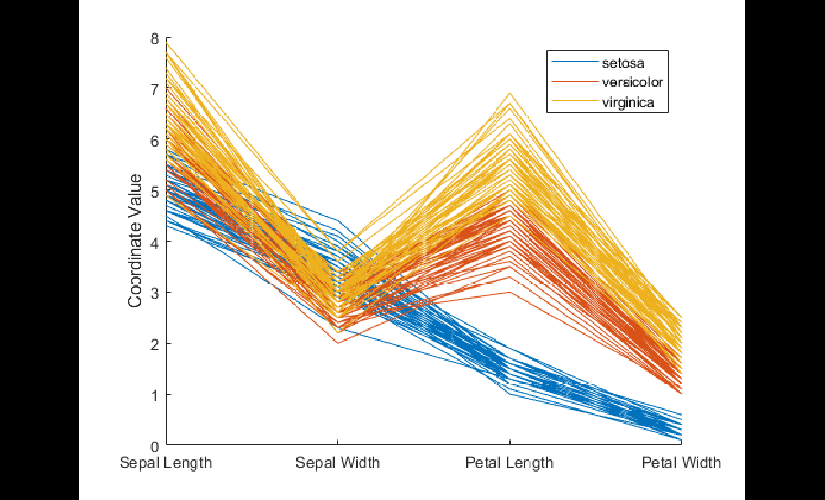 setosa
versicolor
virginica
Coordinate Value
8
7
6
5
4
3
2
1
0
Sepal Length Sepal Width Petal Length Petal Width